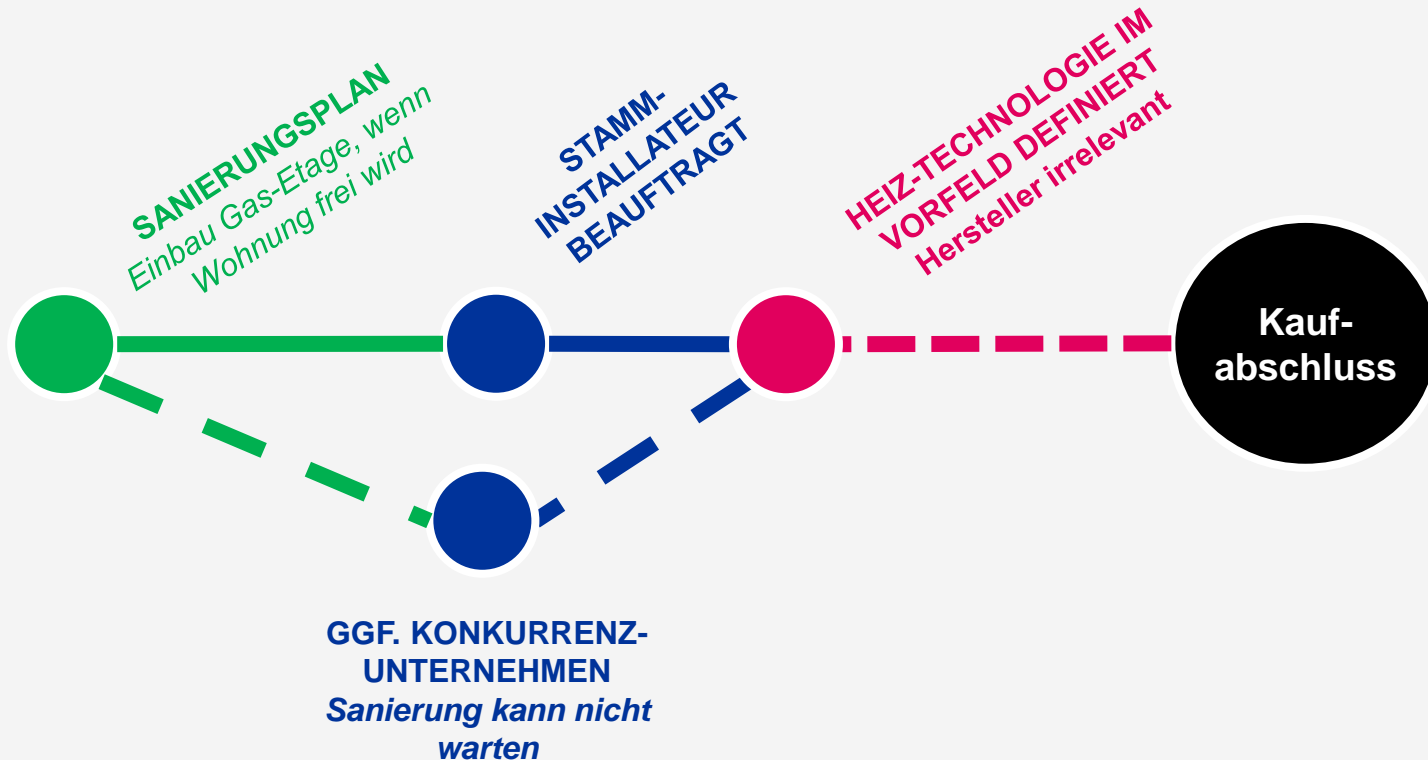 SANIERUNGSPLAN
Einbau Gas-Etage, wenn
Wohnung frei wird
STAMM-
INSTALLATEUR
BEAUFTRAGT
HEIZ-TECHNOLOGIE IM
VORFELD DEFINIERT
Hersteller irrelevant
Kauf-
abschluss
GGF. KONKURRENZ-
UNTERNEHMEN
Sanierung kann nicht
warten